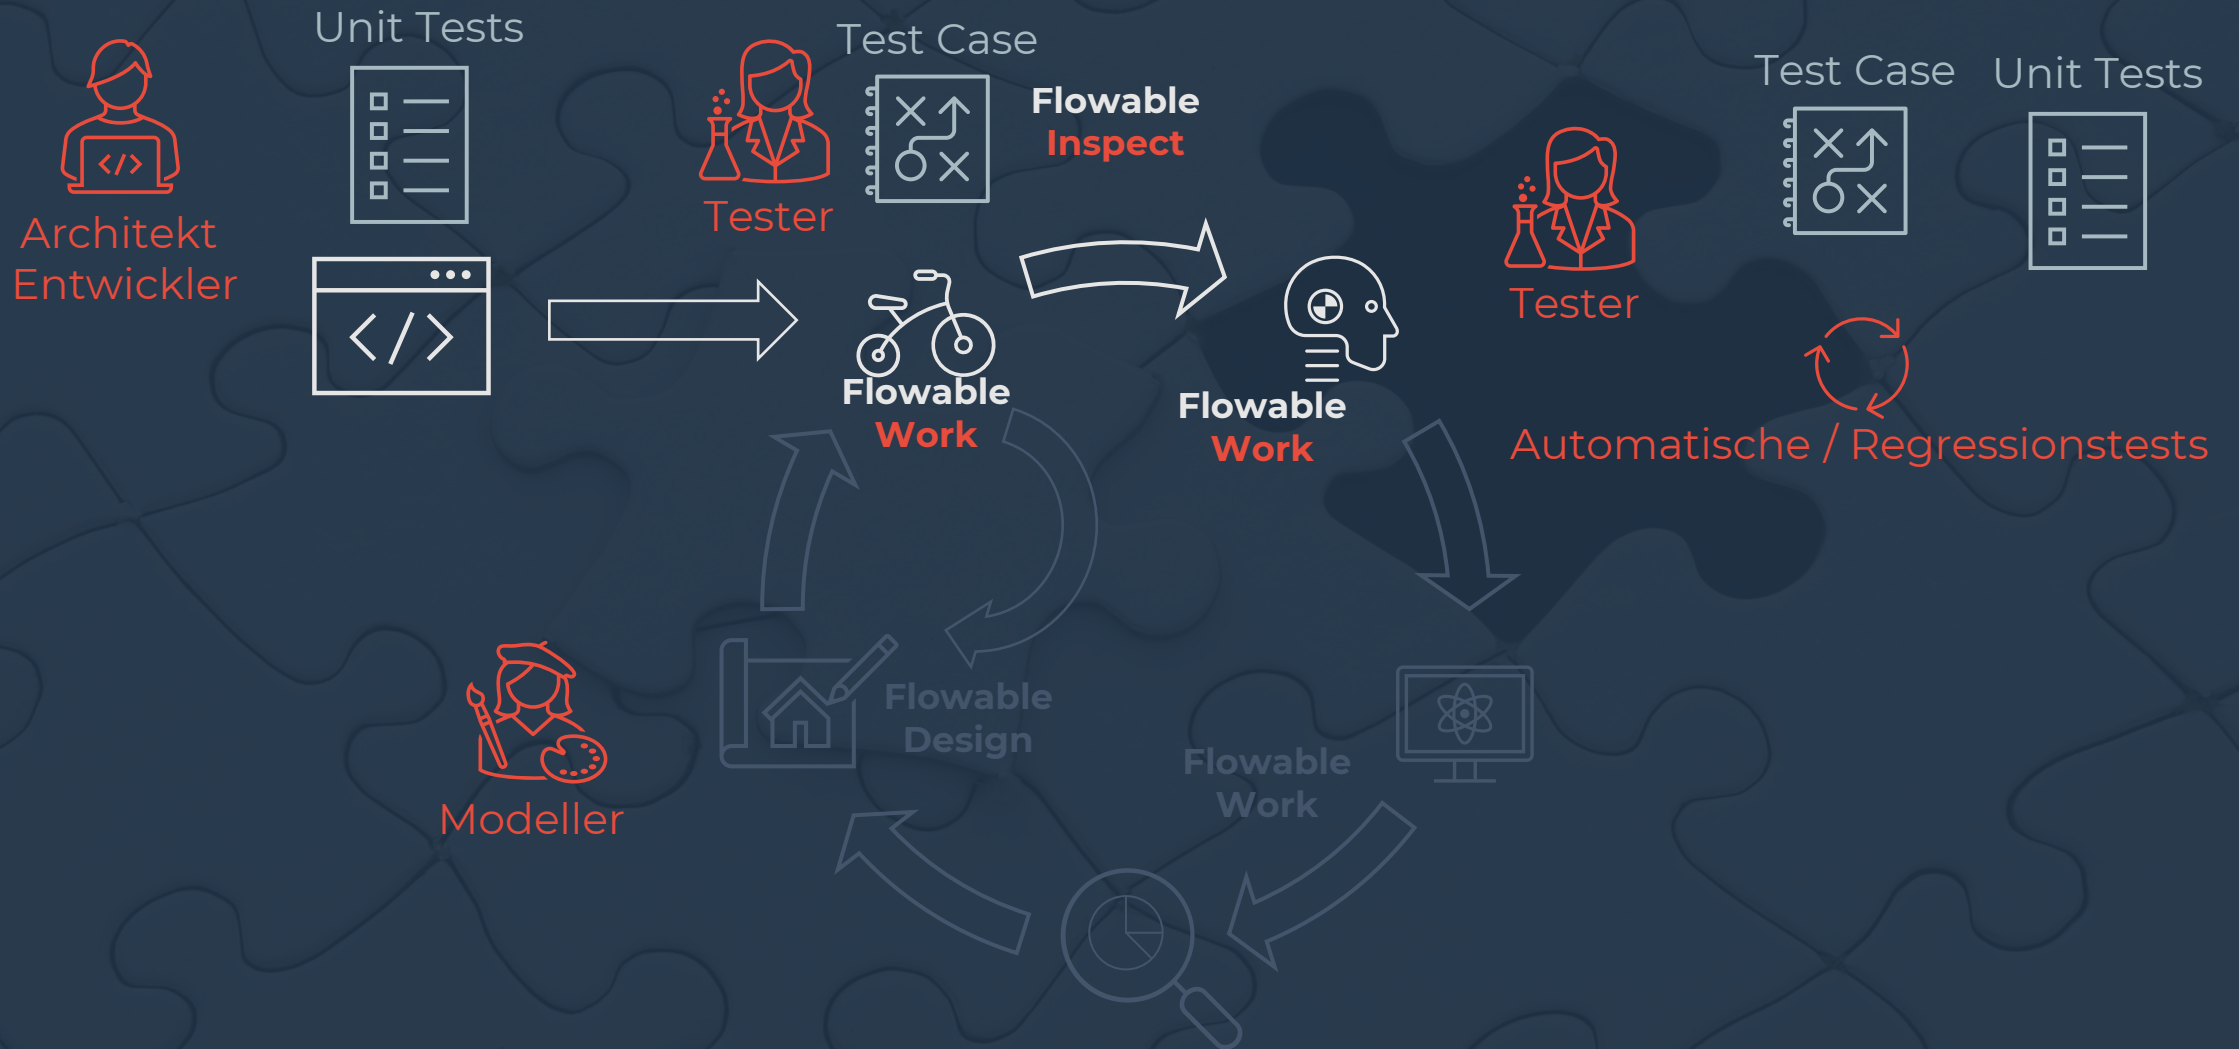 Unit Tests
Architekt
Entwickler
</>
</>
Test Case
Flowable
Inspect
Tester
Flowable
Work
Flowable
Work
Test Case
Unit Tests
Tester
Automatische / Regressionstests
Modeller
Flowable
Design
Flowable
Work